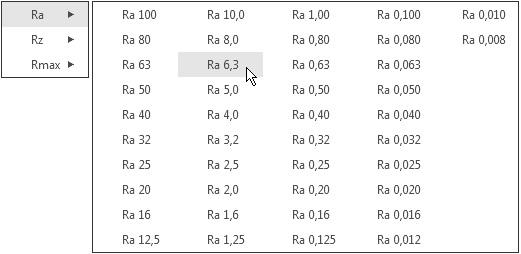 Ra
Rz
Rmax
Ra 100 Ra 10,0 Ra 1,00 Ra 0,100 Ra 0,010
Ra 80 Ra 8,0 Ra 0,80 Ra 0,080 Ra 0,008
Ra 63 Ra 6,3 Ra 0,63 Ra 0,063
Ra 50 Ra 5,0 Ra 0,50 Ra 0,050
Ra 40 Ra 4,0 Ra 0,40 Ra 0,040
Ra 32 Ra 3,2 Ra 0,32 Ra 0,032
Ra 25 Ra 2,5 Ra 0,25 Ra 0,025
Ra 20 Ra 2,0 Ra 0,20 Ra 0,020
Ra 16 Ra 1,6 Ra 0,16 Ra 0,016
Ra 12,5 Ra 1,25 Ra 0,125 Ra 0,012